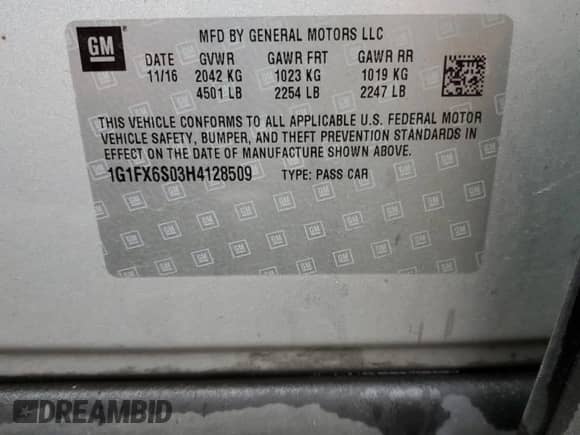 GM
MFD BY GENERAL MOTORS LLC
DATE GVWR GAWR FRT GAWR RR
11/16 2042 KG 1023 KG 1019 KG
4501 LB 2254 LB 2247 LB
THIS VEHICLE CONFORMS TO ALL APPLICABLE U.S. FEDERAL MOTOR
VEHICLE SAFETY, BUMPER, AND THEFT PREVENTION STANDARDS IN
EFFECT ON THE DATE OF MANUFACTURE SHOWN ABOVE.
1G1FX6S03H4128509 TYPE: PASS CAR
DREAMBID